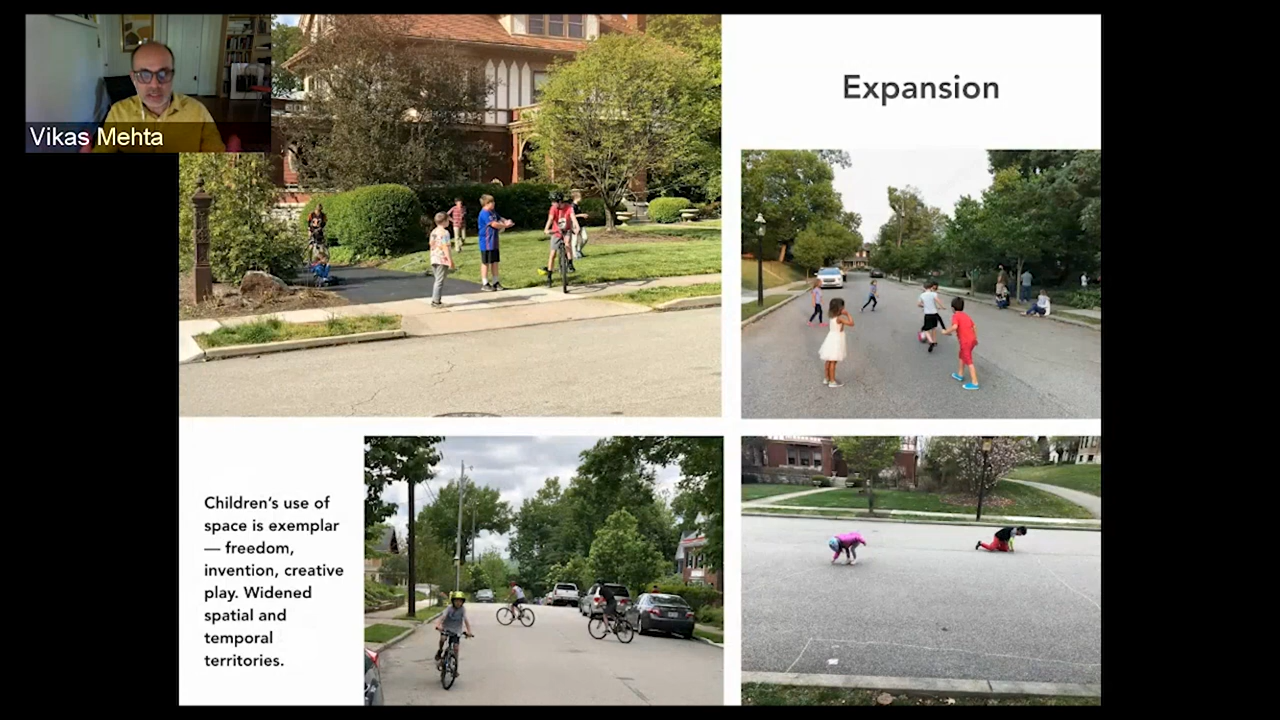 Vikas Mehta
Expansion
Children's use of
space is exemplar
— freedom,
invention, creative
play. Widened
spatial and
temporal
territories.